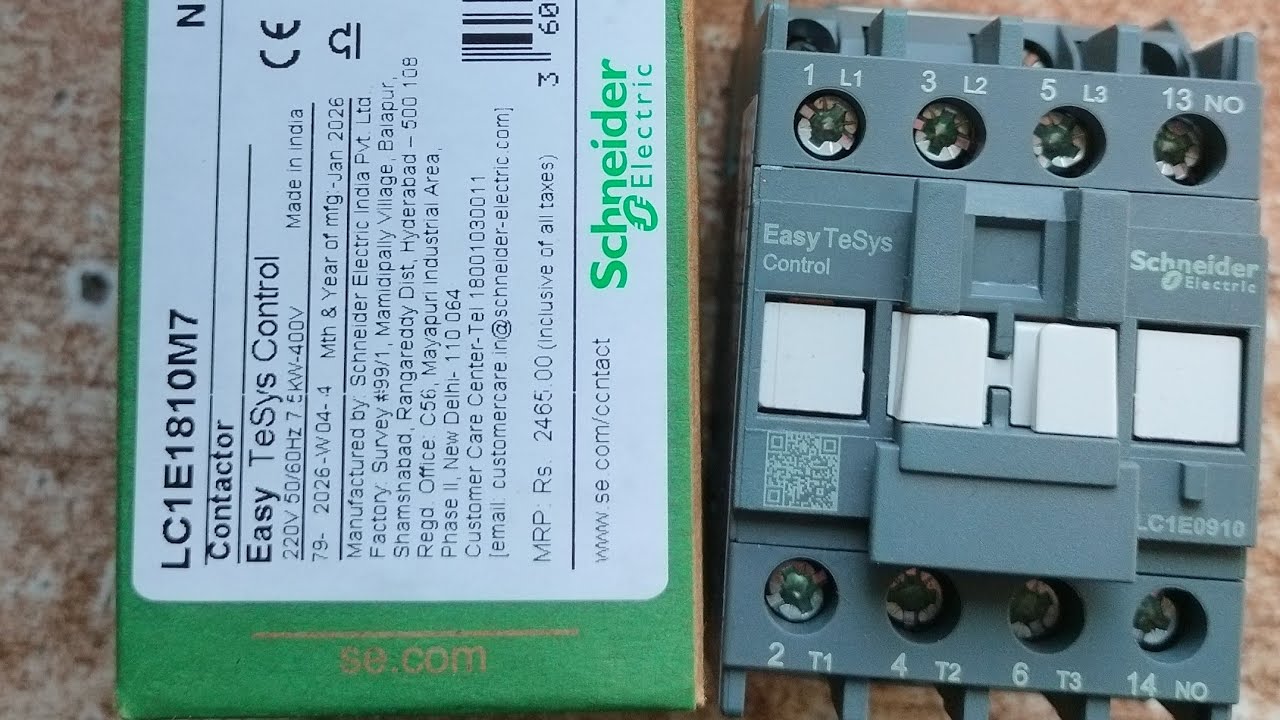 N
LC1E1810M7
Contactor
Easy TeSys Control
220V 50/60Hz 7.5kW-400V Made in India
79- 2026-W04-4 Mth & Year of mfg:-Jan 2026
Manufactured by. Schneider Electric India Pvt. Ltd.
Factory. Survey #99/1, Mamdipally Village, Balapur,
Shamshabad, Rangareddy Dist, Hyderabad – 500 108
Regd. Office. C56, Mayapuri Industrial Area,
Phase II, New Delhi- 110 064
Customer Care Center-Tel 18001030011
[email: customercare in@schneider-electric.com]
MRP: Rs. 2465.00 (inclusive of all taxes)
www.se.com/contact
CE
3 60
Schneider
Electric
se.com
1 L1 3 L2 5 L3 13 NO
Easy TeSys
Control
Schneider
Electric
LC1E0910
2 T1 4 T2 6 T3 14 NO